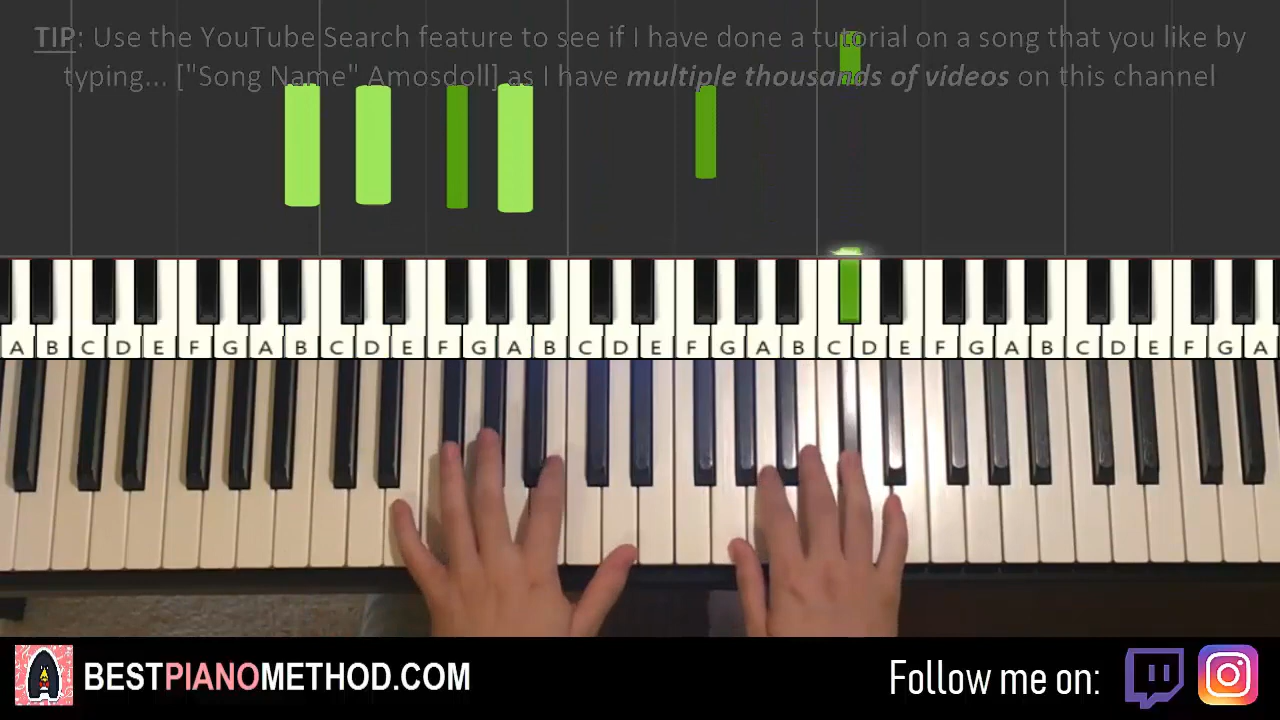 TIP: Use the YouTube Search feature to see if I have done a tutorial on a song that you like by
typing... ["Song Name" Amosdoll] as I have multiple thousands of videos on this channel
A B C D E F G A B C D E F G A B C D E F G A B C D E F G A B C D E F G A
BESTPIANOMETHOD.COM
Follow me on: